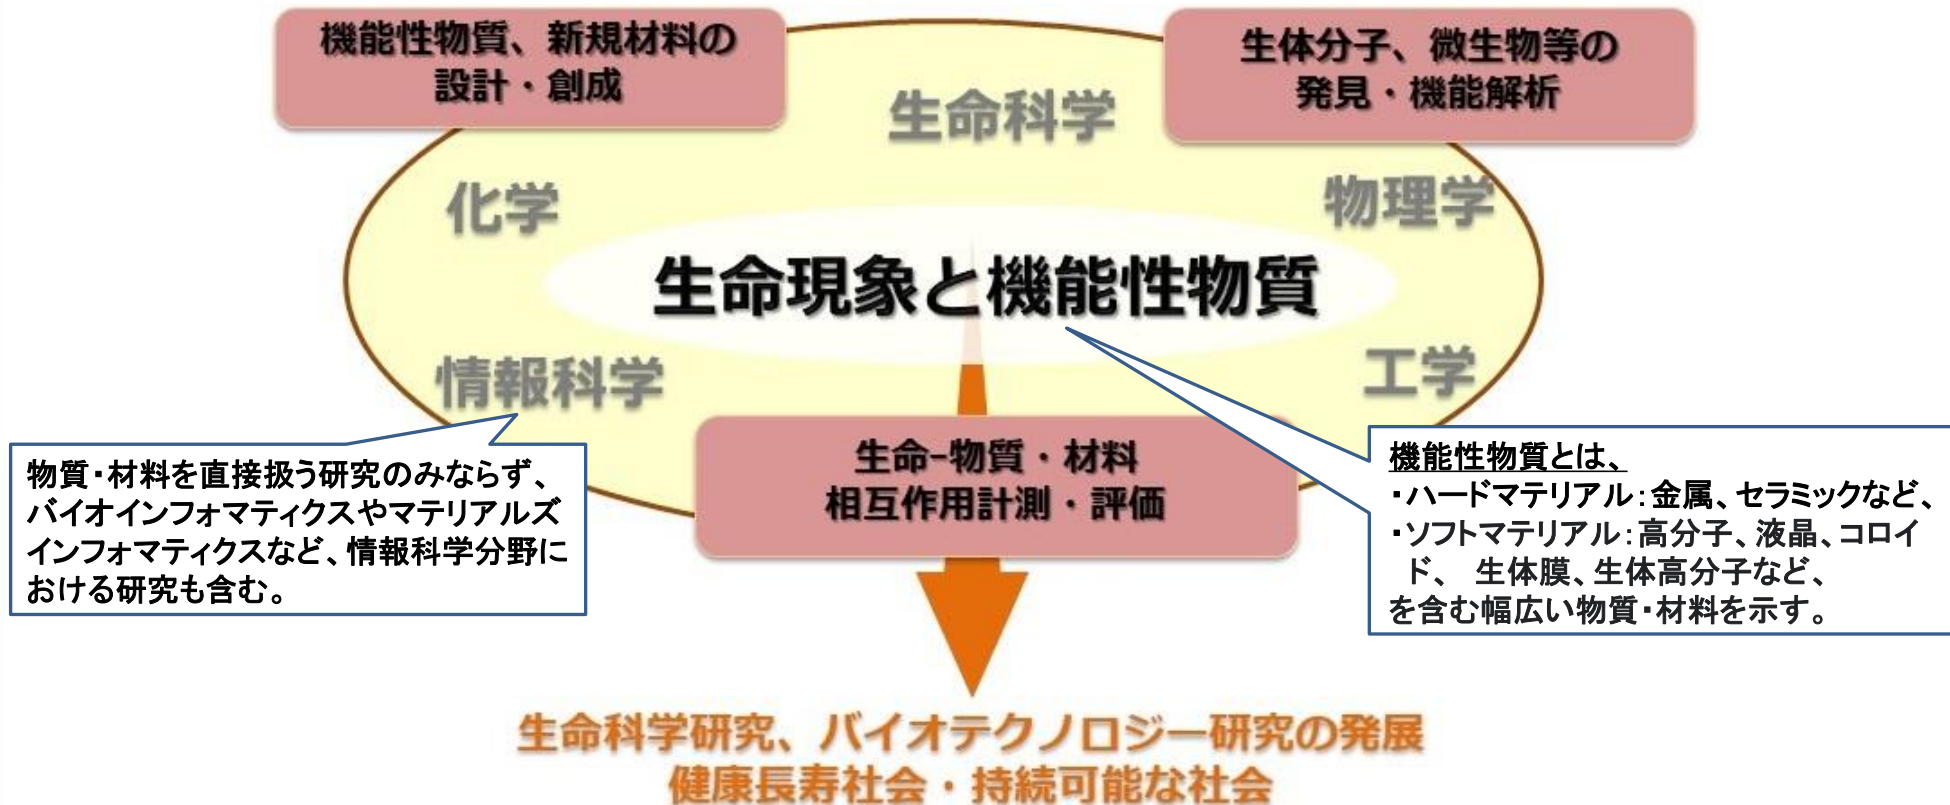 機能性物質、新規材料の
設計・創成
生体分子、微生物等の
発見・機能解析
生命科学
化学
物理学
生命現象と機能性物質
情報科学
工学
生命−物質・材料
相互作用計測・評価
物質・材料を直接扱う研究のみならず、
バイオインフォマティクスやマテリアルズ
インフォマティクスなど、情報科学分野に
おける研究も含む。
機能性物質とは、
・ハードマテリアル：金属、セラミックなど、
・ソフトマテリアル：高分子、液晶、コロイ
ド、 生体膜、生体高分子など、
を含む幅広い物質・材料を示す。
生命科学研究、バイオテクノロジー研究の発展
健康長寿社会・持続可能な社会